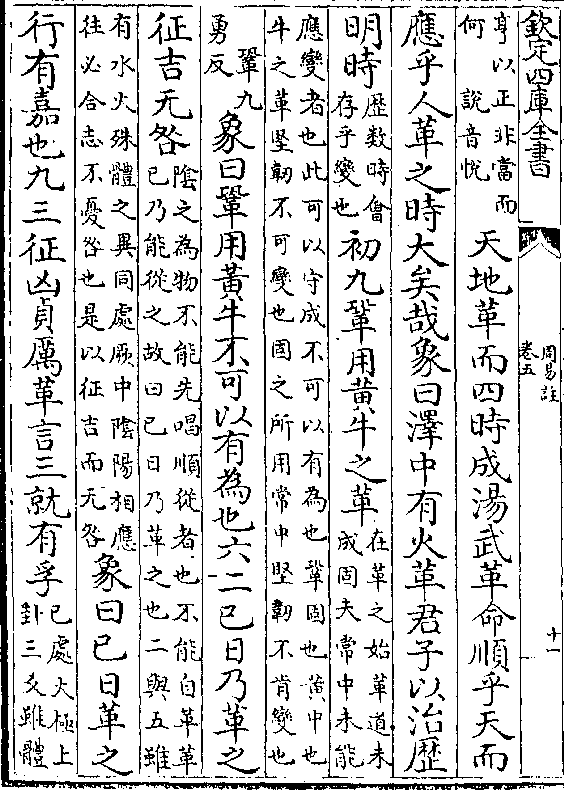 欽定四庫全書
周易註
卷五
十一
亨以正非當而
何　說音悅
天地革而四時成湯武革命順乎天而
應乎人革之時大矣哉象曰澤中有火革君子以治歷
明時
歷數時會
存乎變也
初九鞏用黃牛之革
在革之始革道未
成固夫常中未能
應變者也此可以守成不可以有為也鞏固也黃中也
牛之革堅韌不可變也固之所用常中堅韌不肯變也
鞏九
勇反
象曰鞏用黃牛不可以有為也六二已日乃革之
征吉无咎
陰之為物不能先唱順從者也不能自革革
已乃能從之故曰已日乃革之也二與五雖
有水火殊體之異同處厥中陰陽相應
往必合志不憂咎也是以征吉而无咎
象曰已日革之
行有嘉也九三征凶貞厲革言三就有孚
已處火極上
卦三爻雖體